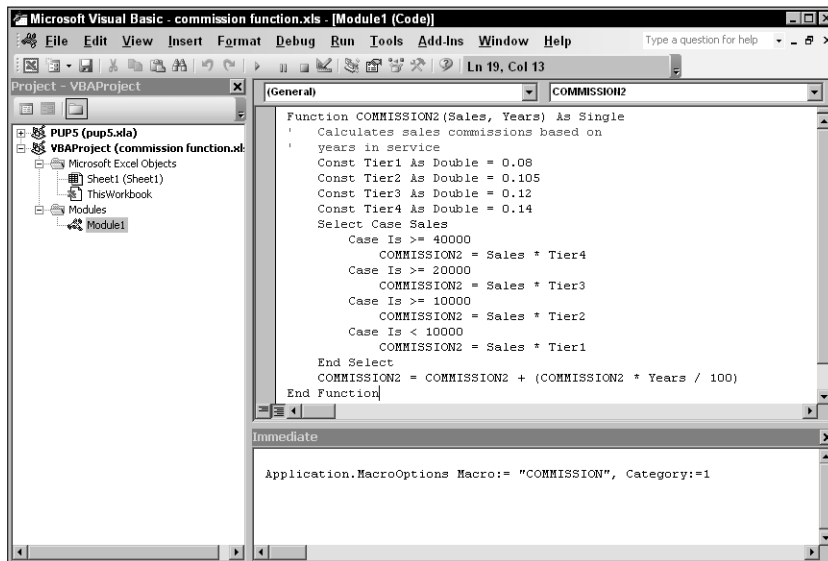 Microsoft Visual Basic - commission function.xls - [Module1 (Code)]
File Edit View Insert Format Debug Run Tools Add-Ins Window Help Type a question for help
Ln 19, Col 13
Project - VBAProject
PUP5 (pup5.xla)
VBAProject (commission function.xl
Microsoft Excel Objects
Sheet1 (Sheet1)
ThisWorkbook
Modules
Module1
(General) COMMISSION2
Function COMMISSION2(Sales, Years) As Single
' Calculates sales commissions based on
' years in service
Const Tier1 As Double = 0.08
Const Tier2 As Double = 0.105
Const Tier3 As Double = 0.12
Const Tier4 As Double = 0.14
Select Case Sales
Case Is >= 40000
COMMISSION2 = Sales * Tier4
Case Is >= 20000
COMMISSION2 = Sales * Tier3
Case Is >= 10000
COMMISSION2 = Sales * Tier2
Case Is < 10000
COMMISSION2 = Sales * Tier1
End Select
COMMISSION2 = COMMISSION2 + (COMMISSION2 * Years / 100)
End Function
Immediate
Application.MacroOptions Macro:= "COMMISSION", Category:=1